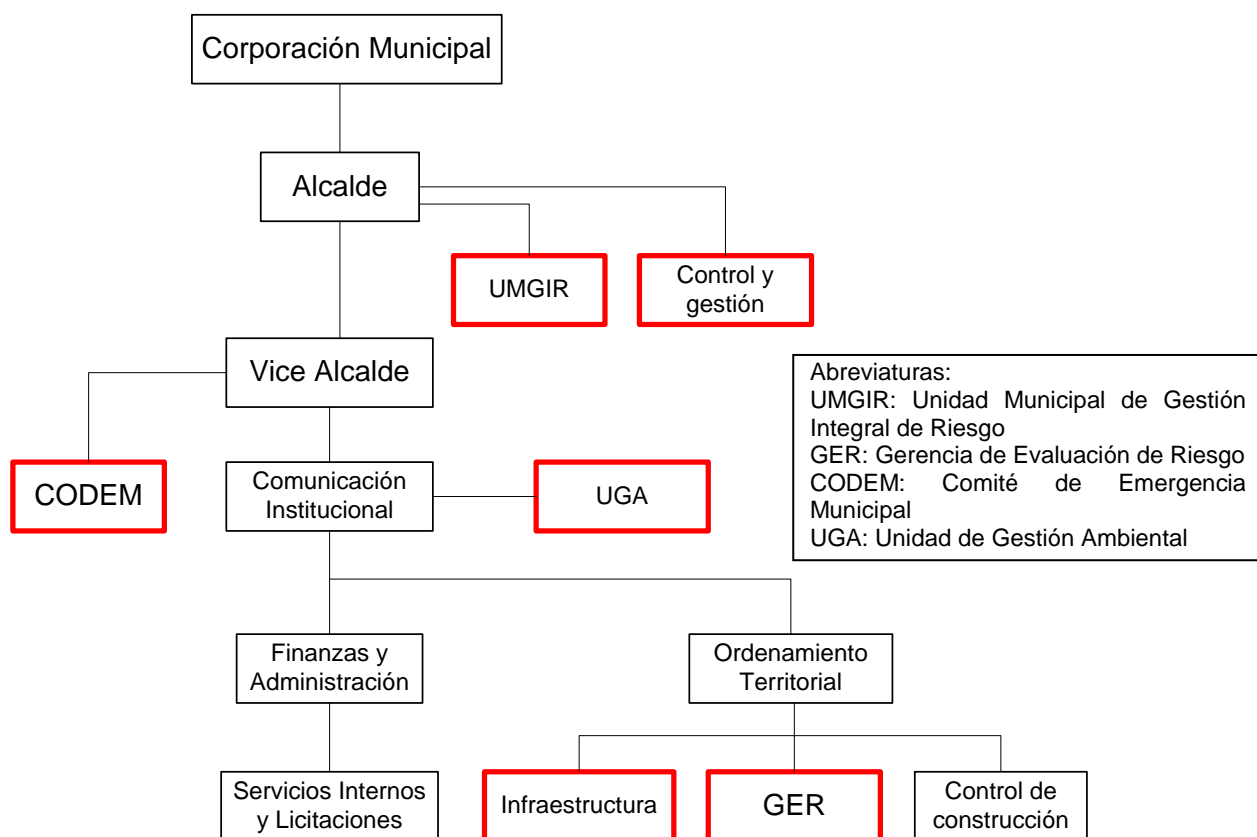 Corporación Municipal
Alcalde
UMGIR
Control y
gestión
Vice Alcalde
Abreviaturas:
UMGIR: Unidad Municipal de Gestión
Integral de Riesgo
GER: Gerencia de Evaluación de Riesgo
CODEM: Comité de Emergencia
Municipal
UGA: Unidad de Gestión Ambiental
CODEM
Comunicación
Institucional
UGA
Finanzas y
Administración
Ordenamiento
Territorial
Servicios Internos
y Licitaciones
Infraestructura
GER
Control de
construcción